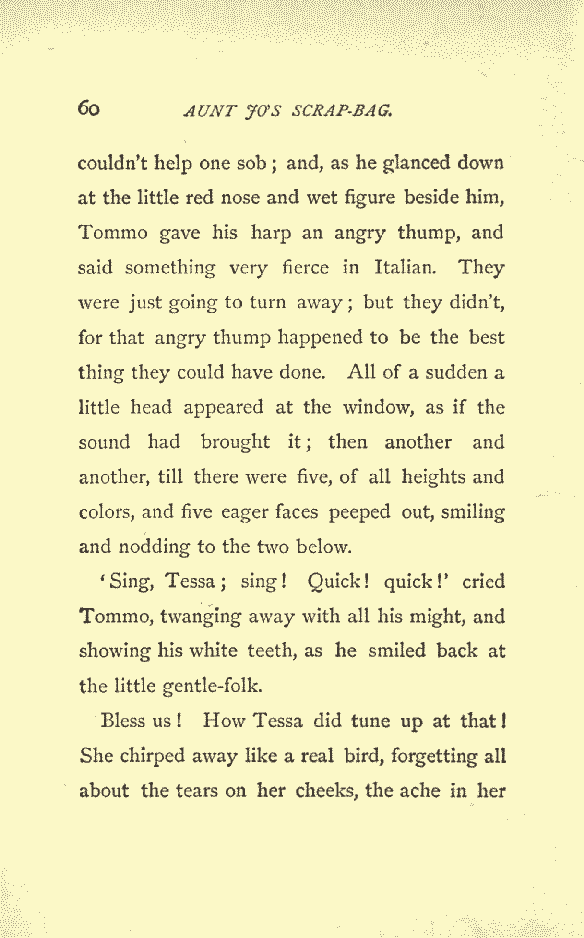 60 AUNT JO'S SCRAP-BAG.
couldn't help one sob; and, as he glanced down
at the little red nose and wet figure beside him,
Tommo gave his harp an angry thump, and
said something very fierce in Italian. They
were just going to turn away; but they didn't,
for that angry thump happened to be the best
thing they could have done. All of a sudden a
little head appeared at the window, as if the
sound had brought it; then another and
another, till there were five, of all heights and
colors, and five eager faces peeped out, smiling
and nodding to the two below.
'Sing, Tessa; sing! Quick! quick!' cried
Tommo, twanging away with all his might, and
showing his white teeth, as he smiled back at
the little gentle-folk.
Bless us! How Tessa did tune up at that!
She chirped away like a real bird, forgetting all
about the tears on her cheeks, the ache in her